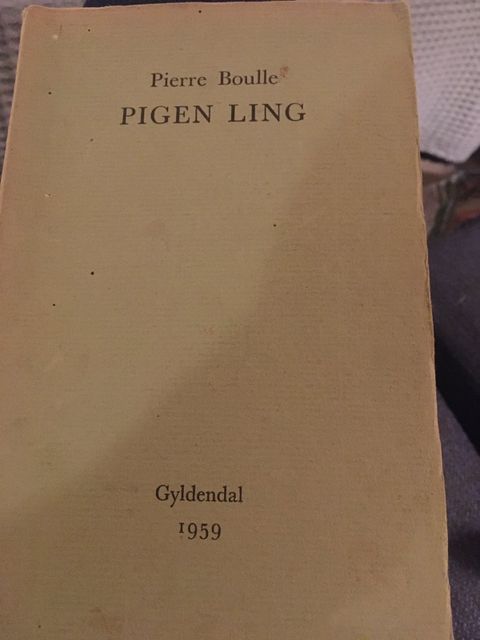 Pierre Boulle
PIGEN LING
Gyldendal
1959